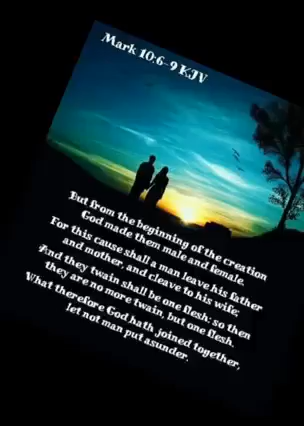 Mark 10:6-9 KJV
But from the beginning of the creation
God made them male and female.
For this cause shall a man leave his father
and mother, and cleave to his wife;
And they twain shall be one flesh: so then
they are no more twain, but one flesh.
What therefore God hath joined together,
let not man put asunder.